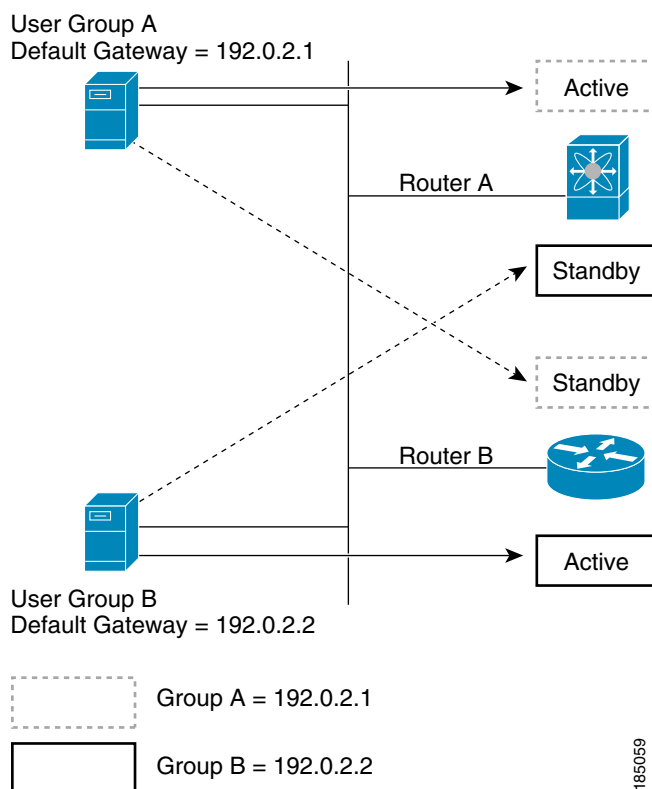 User Group A
Default Gateway = 192.0.2.1
Active
Router A
Standby
Standby
Router B
Active
User Group B
Default Gateway = 192.0.2.2
Group A = 192.0.2.1
Group B = 192.0.2.2
185059